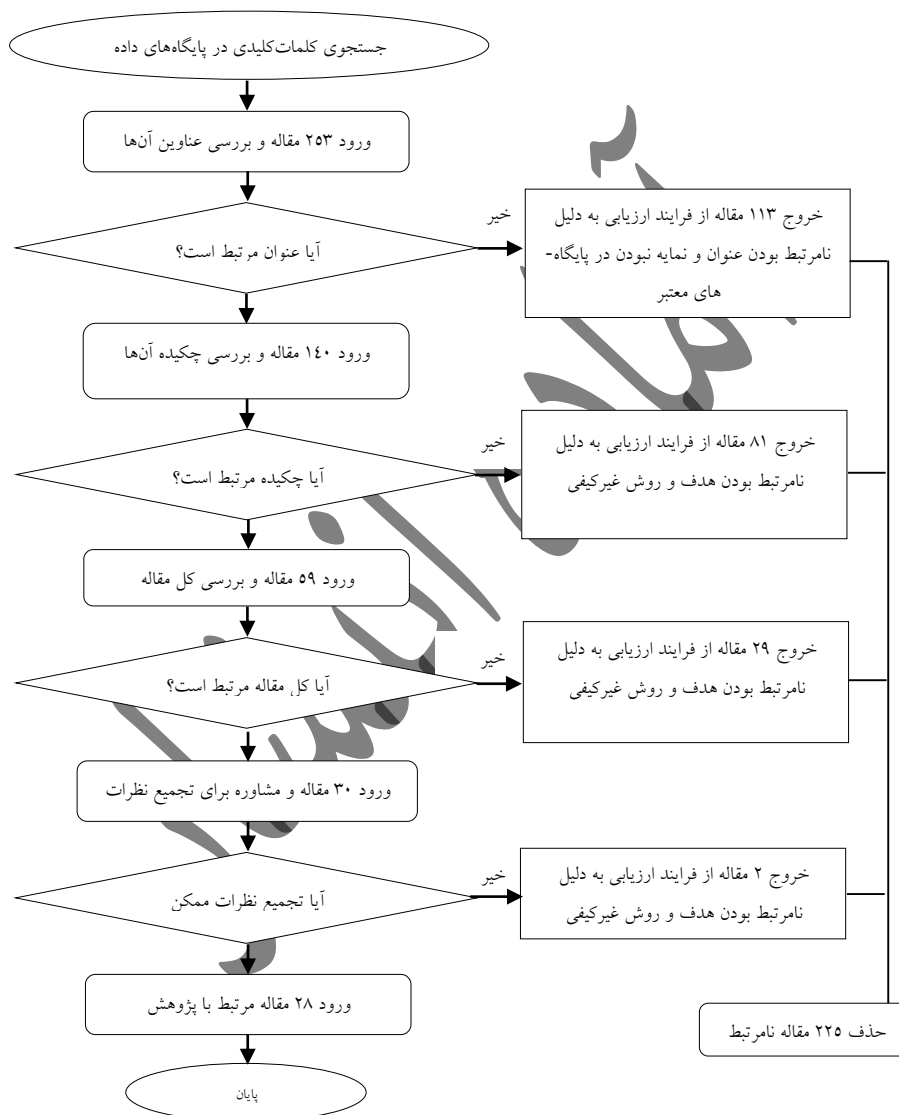 جستجوی کلمات‌کلیدی در پایگاه‌های داده
ورود ۲۵۳ مقاله و بررسی عناوین آن‌ها
آیا عنوان مرتبط است؟
خیر
خروج ۱۱۳ مقاله از فرایند ارزیابی به دلیل
نامرتبط بودن عنوان و نمایه نبودن در پایگاه-
های معتبر
ورود ۱۴۰ مقاله و بررسی چکیده آن‌ها
آیا چکیده مرتبط است؟
خیر
خروج ۸۱ مقاله از فرایند ارزیابی به دلیل
نامرتبط بودن هدف و روش غیرکیفی
ورود ۵۹ مقاله و بررسی کل مقاله
آیا کل مقاله مرتبط است؟
خیر
خروج ۲۹ مقاله از فرایند ارزیابی به دلیل
نامرتبط بودن هدف و روش غیرکیفی
ورود ۳۰ مقاله و مشاوره برای تجمیع نظرات
آیا تجمیع نظرات ممکن
خیر
خروج ۲ مقاله از فرایند ارزیابی به دلیل
نامرتبط بودن هدف و روش غیرکیفی
ورود ۲۸ مقاله مرتبط با پژوهش
حذف ۲۲۵ مقاله نامرتبط
پایان
آماده انتشار